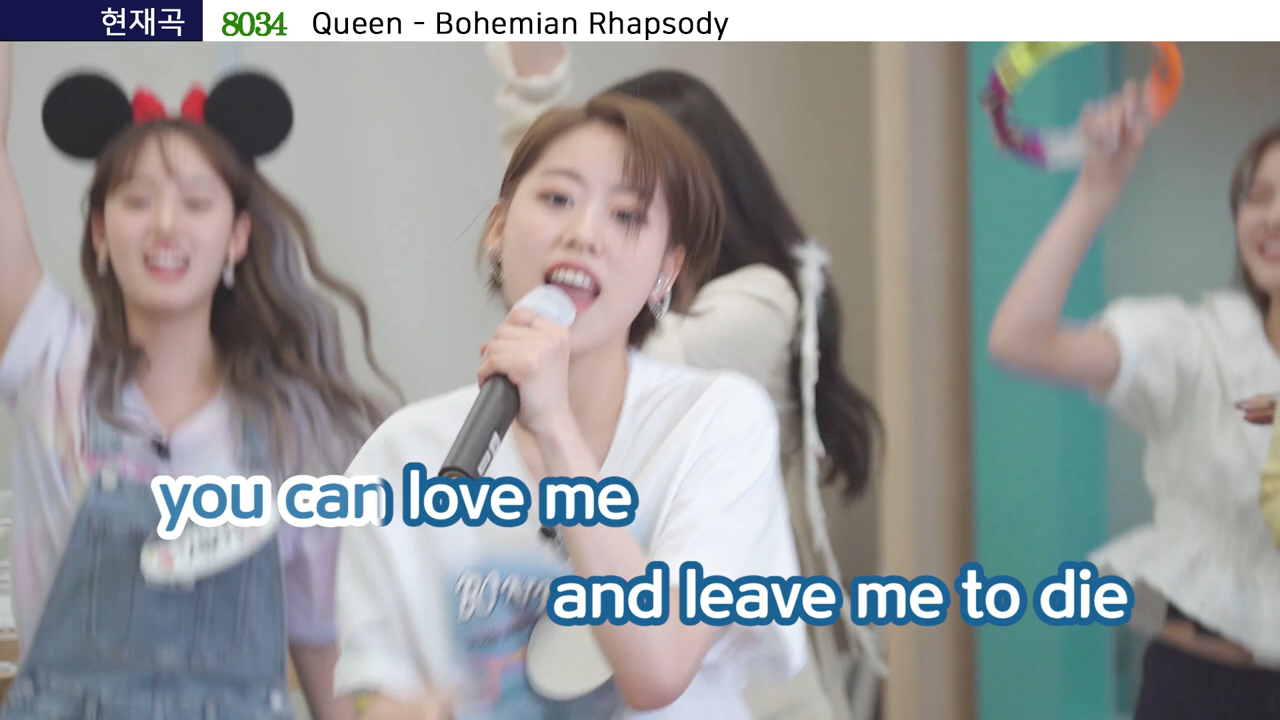 현재곡 8034 Queen - Bohemian Rhapsody
you can love me
and leave me to die